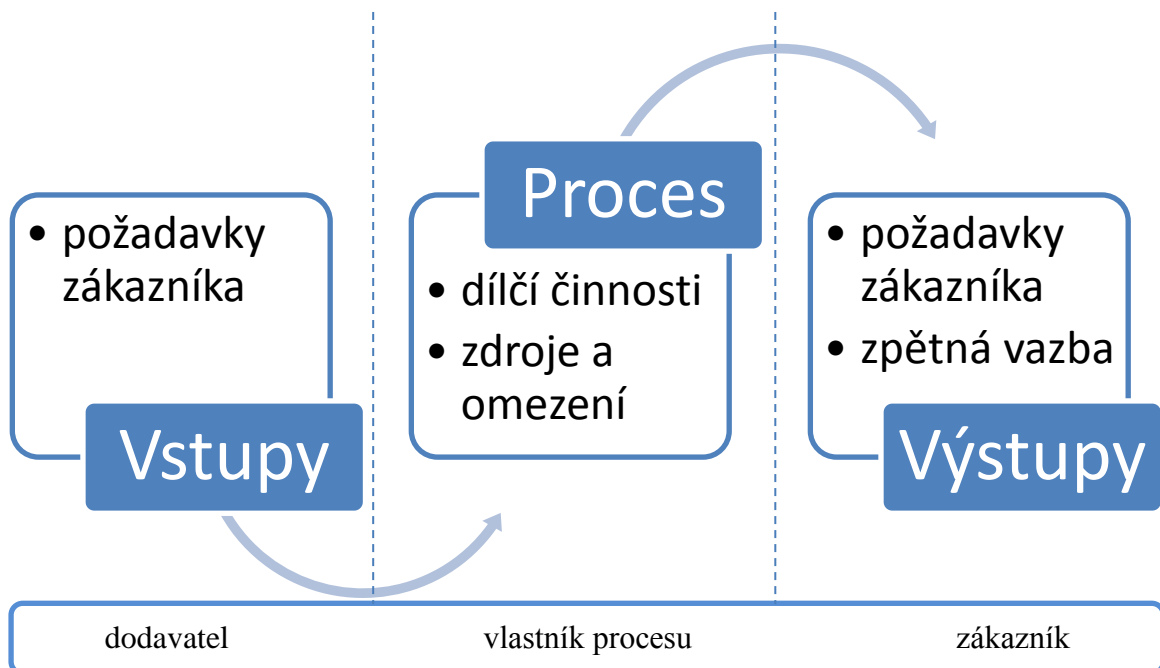 • požadavky
zákazníka
Vstupy
Proces
• dílčí činnosti
• zdroje a
omezení
• požadavky
zákazníka
• zpětná vazba
Výstupy
dodavatel
vlastník procesu
zákazník